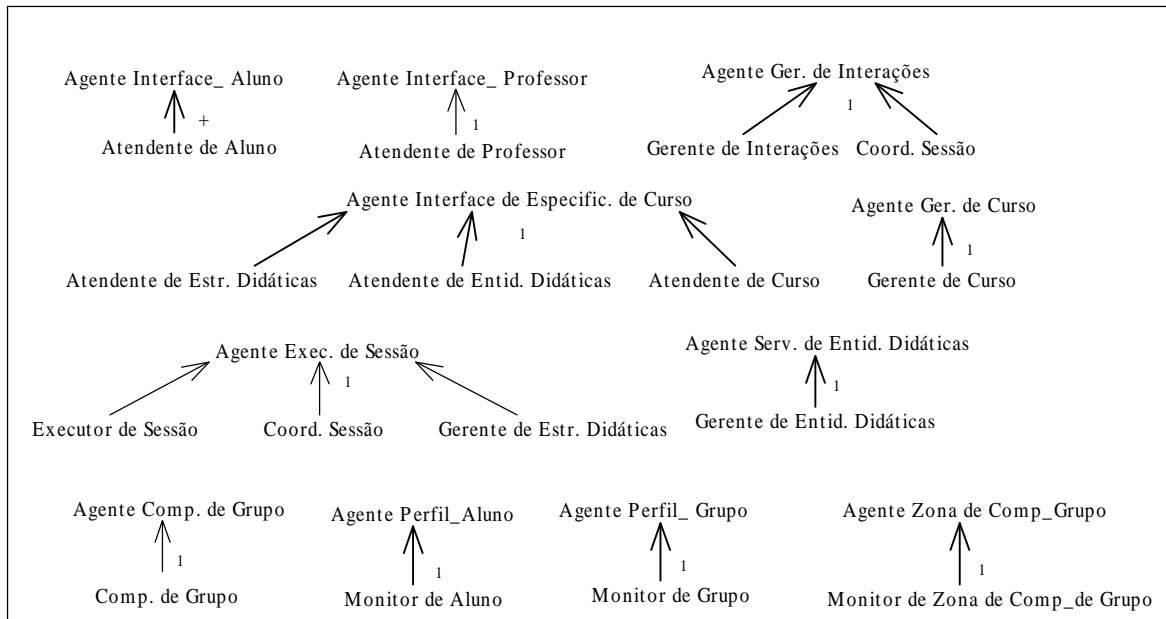 Agente Interface_ Aluno
+
Atendente de Aluno
Agente Interface_ Professor
1
Atendente de Professor
Agente Ger. de Interações
1
Gerente de Interações
Coord. Sessão
Agente Interface de Especific. de Curso
1
Atendente de Estr. Didáticas
Atendente de Entid. Didáticas
Atendente de Curso
Agente Ger. de Curso
1
Gerente de Curso
Agente Exec. de Sessão
1
Executor de Sessão
Coord. Sessão
Gerente de Estr. Didáticas
Agente Serv. de Entid. Didáticas
1
Gerente de Entid. Didáticas
Agente Comp. de Grupo
1
Comp. de Grupo
Agente Perfil_Aluno
1
Monitor de Aluno
Agente Perfil_ Grupo
1
Monitor de Grupo
Agente Zona de Comp_Grupo
1
Monitor de Zona de Comp_de Grupo